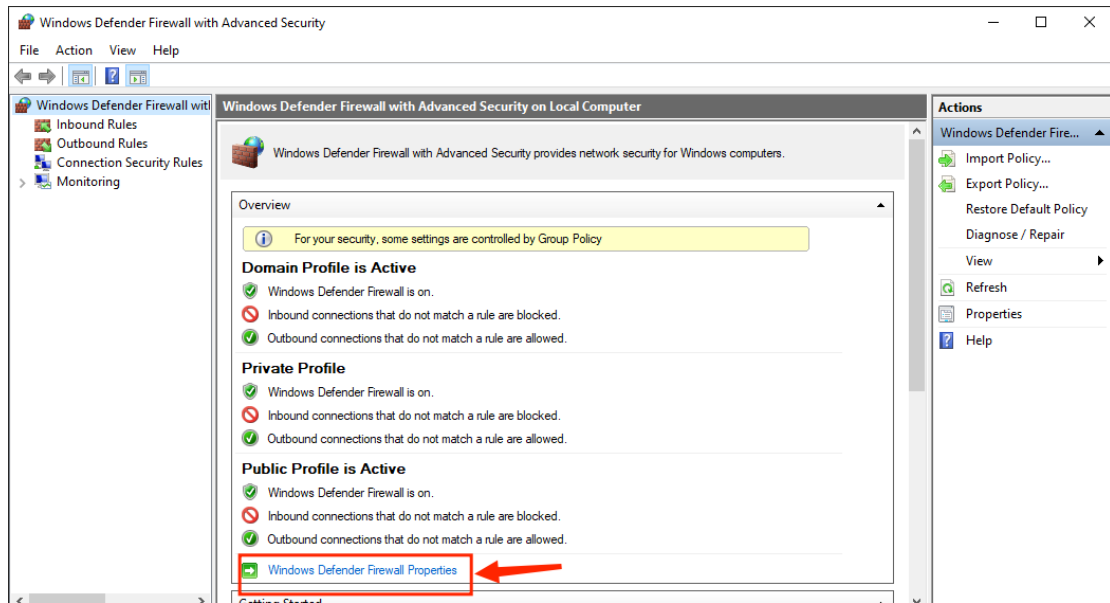 Windows Defender Firewall with Advanced Security
File Action View Help
Windows Defender Firewall witl
Inbound Rules
Outbound Rules
Connection Security Rules
Monitoring
Windows Defender Firewall with Advanced Security on Local Computer
Windows Defender Firewall with Advanced Security provides network security for Windows computers.
Overview
For your security, some settings are controlled by Group Policy
Domain Profile is Active
Windows Defender Firewall is on.
Inbound connections that do not match a rule are blocked.
Outbound connections that do not match a rule are allowed.
Private Profile
Windows Defender Firewall is on.
Inbound connections that do not match a rule are blocked.
Outbound connections that do not match a rule are allowed.
Public Profile is Active
Windows Defender Firewall is on.
Inbound connections that do not match a rule are blocked.
Outbound connections that do not match a rule are allowed.
Windows Defender Firewall Properties
Getting Started
Actions
Windows Defender Fire...
Import Policy...
Export Policy...
Restore Default Policy
Diagnose / Repair
View
Refresh
Properties
Help